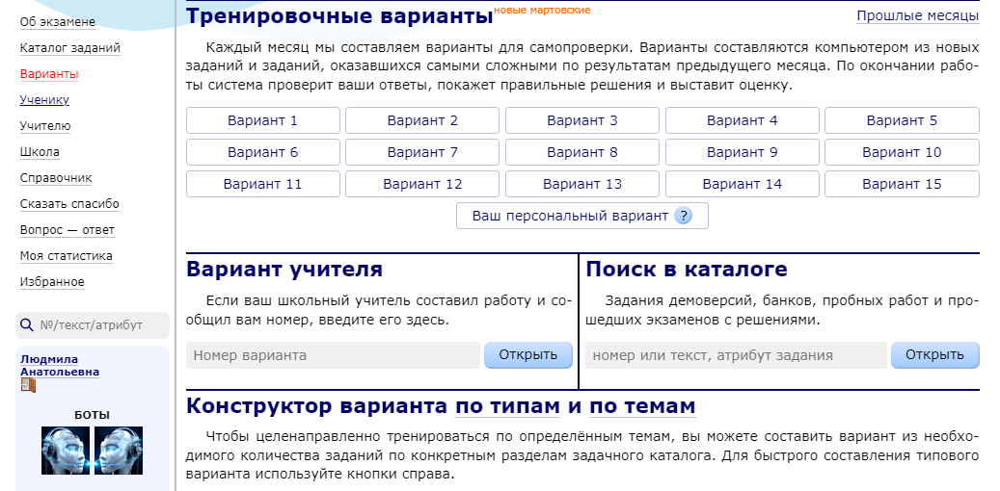 Об экзамене
Каталог заданий
Варианты
Ученику
Учителю
Школа
Справочник
Сказать спасибо
Вопрос — ответ
Моя статистика
Избранное
№/текст/атрибут
Людмила
Анатольевна
БОТЫ
Тренировочные варианты новые мартовские
Прошлые месяцы
Каждый месяц мы составляем варианты для самопроверки. Варианты составляются компьютером из новых
заданий и заданий, оказавшихся самыми сложными по результатам предыдущего месяца. По окончании рабо-
ты система проверит ваши ответы, покажет правильные решения и выставит оценку.
Вариант 1 Вариант 2 Вариант 3 Вариант 4 Вариант 5
Вариант 6 Вариант 7 Вариант 8 Вариант 9 Вариант 10
Вариант 11 Вариант 12 Вариант 13 Вариант 14 Вариант 15
Ваш персональный вариант ?
Вариант учителя
Если ваш школьный учитель составил работу и со-
общил вам номер, введите его здесь.
Номер варианта Открыть
Поиск в каталоге
Задания демоверсий, банков, пробных работ и про-
шедших экзаменов с решениями.
номер или текст, атрибут задания Открыть
Конструктор варианта по типам и по темам
Чтобы целенаправленно тренироваться по определённым темам, вы можете составить вариант из необхо-
димого количества заданий по конкретным разделам задачного каталога. Для быстрого составления типового
варианта используйте кнопки справа.